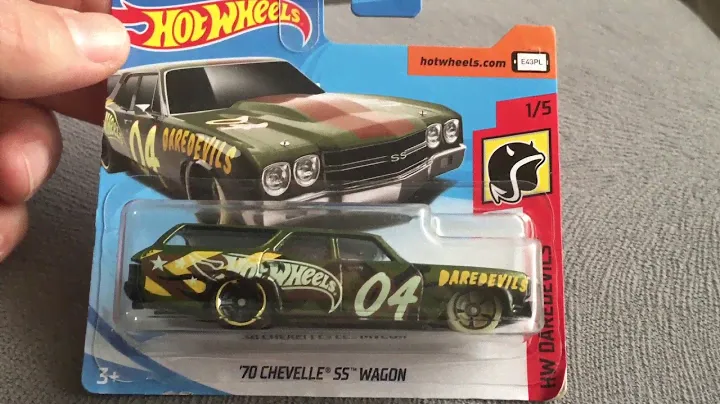 HOT WHEELS
hotwheels.com
E43PL
1/5
04
DAREDEVILS
SS
HOT WHEELS
04
DAREDEVILS
HW DAREDEVILS
'70 CHEVELLE® SS™ WAGON
3+